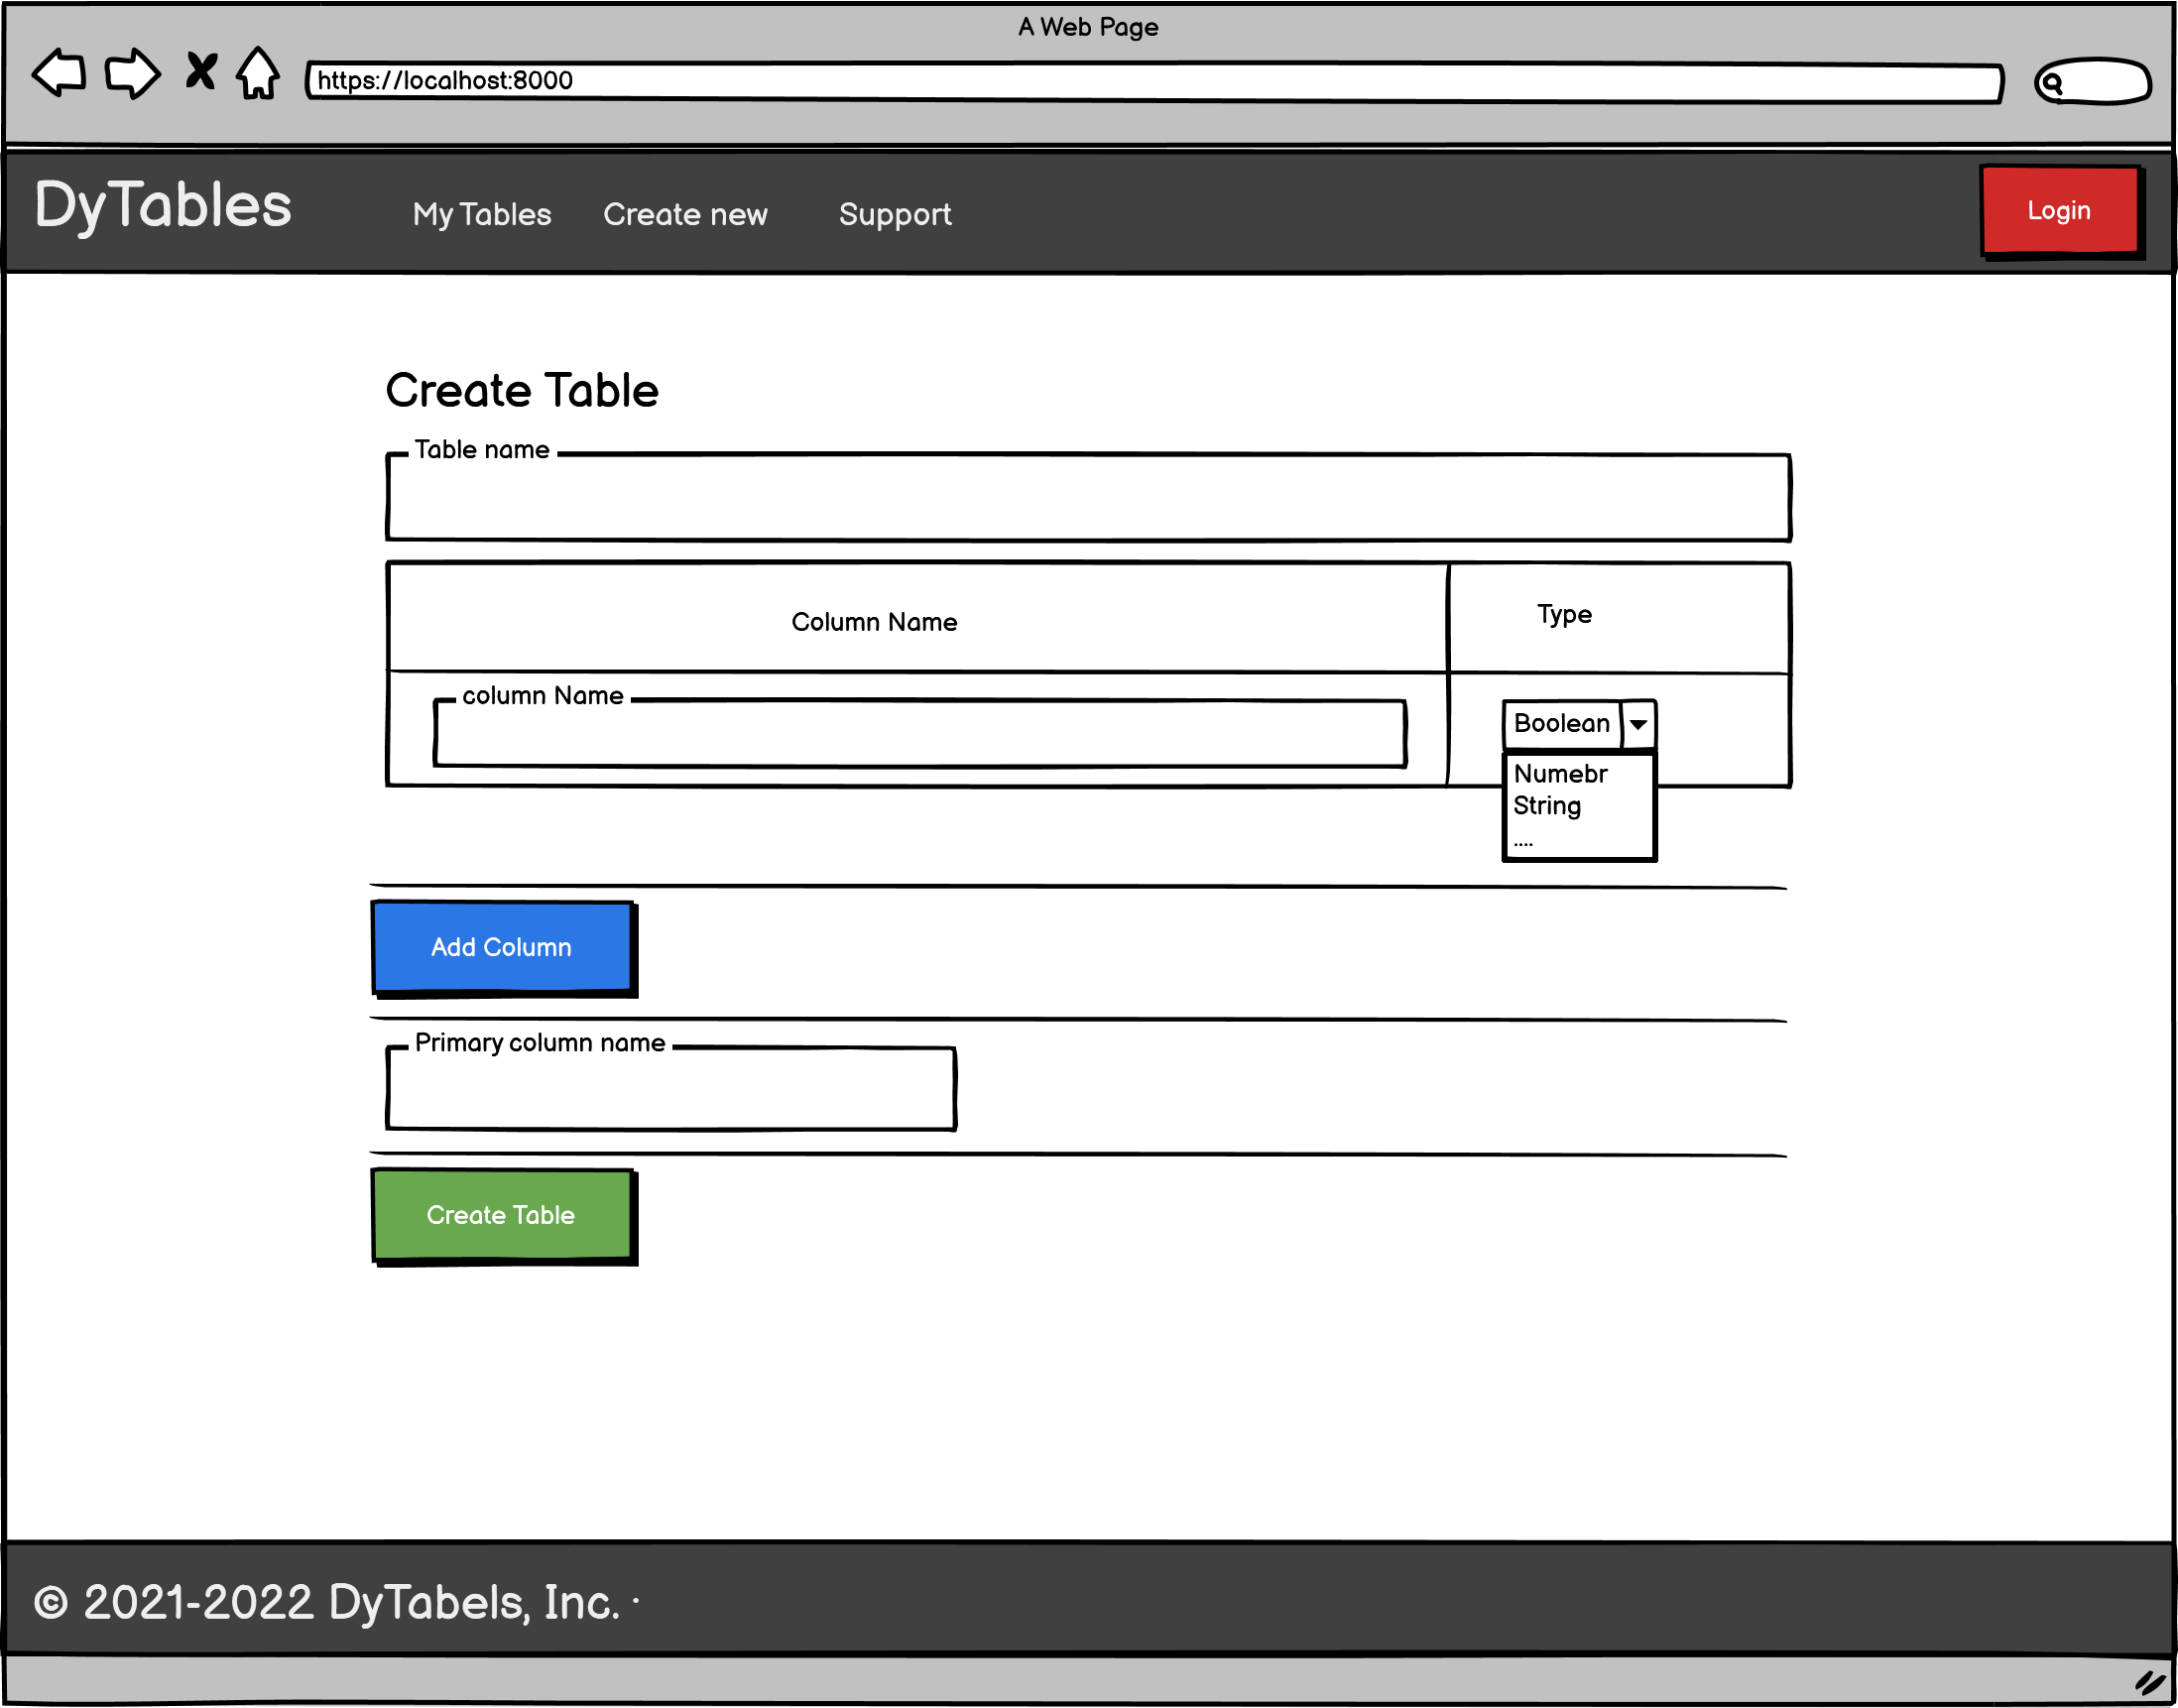 A Web Page
https://localhost:8000
DyTables
My Tables
Create new
Support
Login
Create Table
Table name
Column Name
Type
column Name
Boolean
Numebr
String
....
Add Column
Primary column name
Create Table
© 2021-2022 DyTabels, Inc. ·